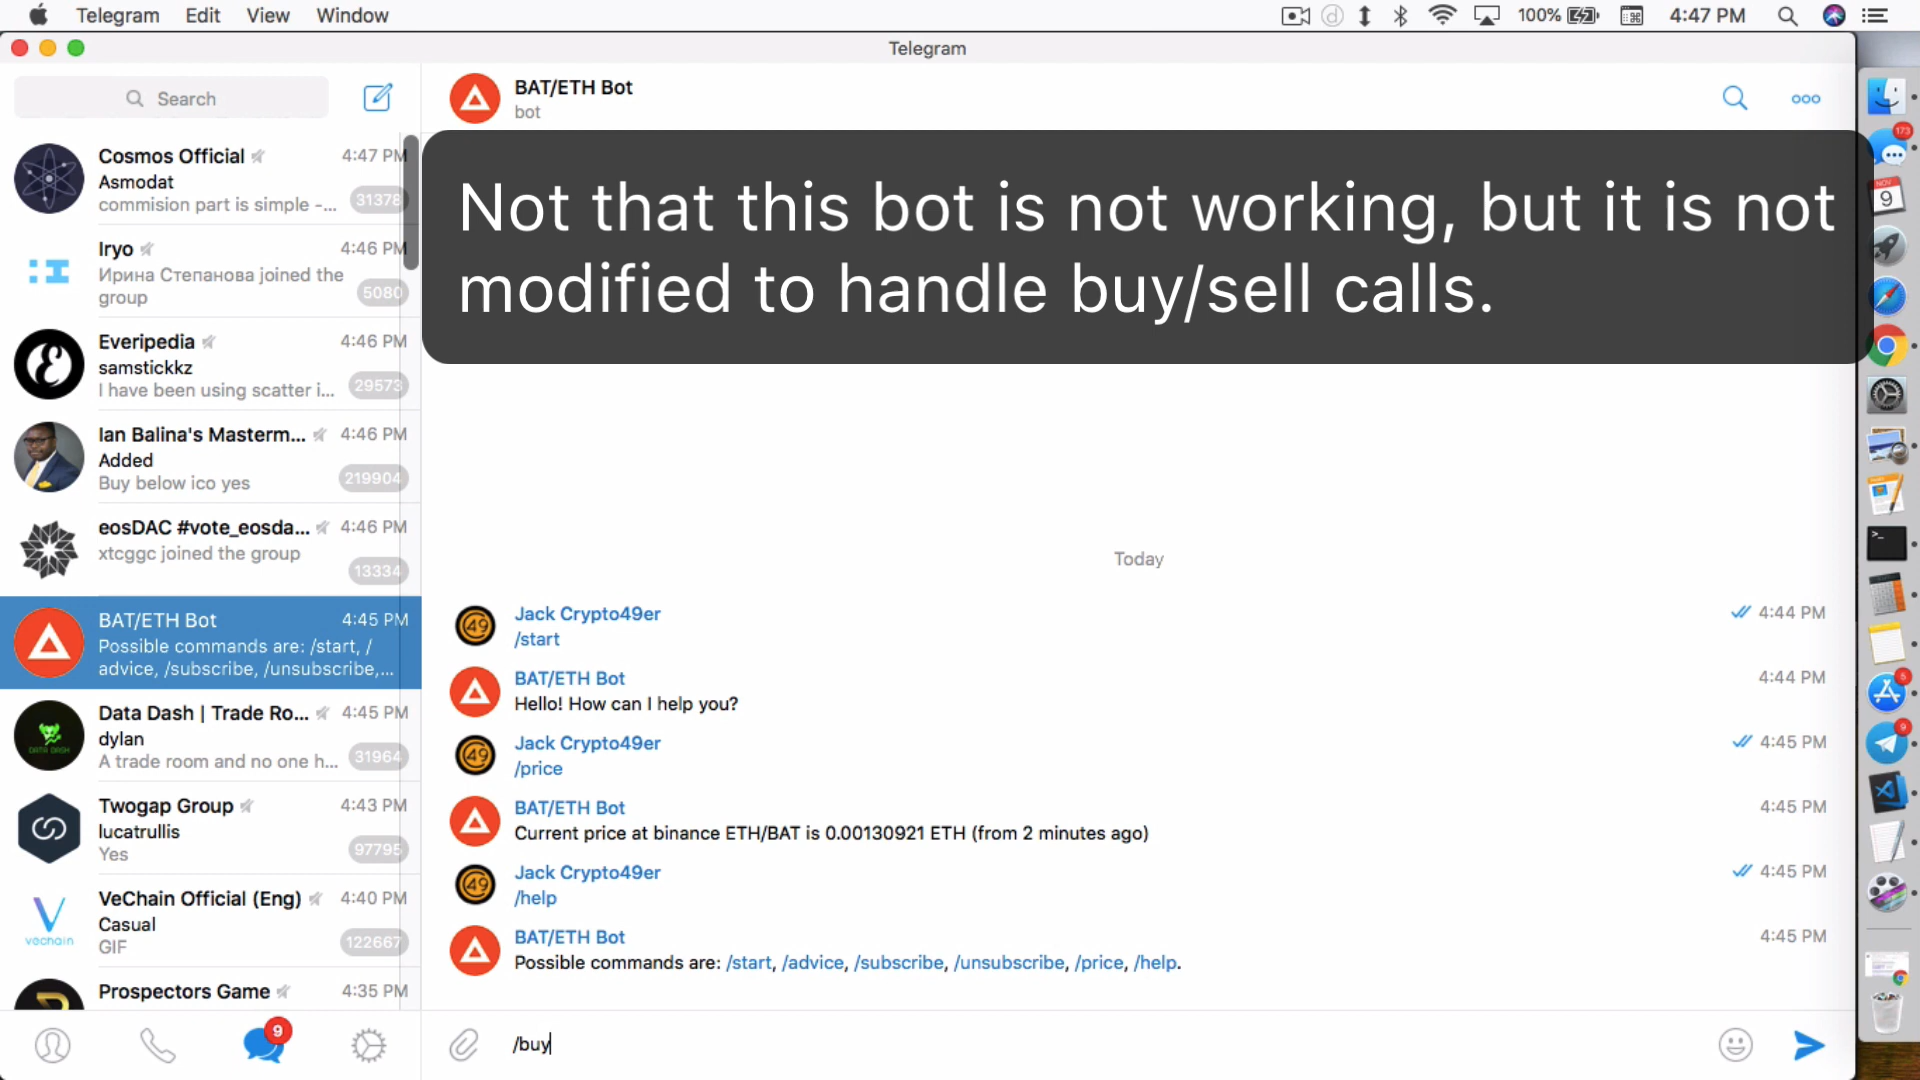 Telegram Edit View Window
100% 4:47 PM
Telegram
Search
BAT/ETH Bot
bot
Not that this bot is not working, but it is not
modified to handle buy/sell calls.
Cosmos Official 4:47 PM
Asmodat
commision part is simple -... 31378
Iryo 4:46 PM
Ирина Степанова joined the
group 5080
Everipedia 4:46 PM
samstickkz
I have been using scatter i... 29573
Ian Balina's Masterm... 4:46 PM
Added
Buy below ico yes 219904
eosDAC #vote_eosda... 4:46 PM
xtcggc joined the group
13334
BAT/ETH Bot 4:45 PM
Possible commands are: /start, /
advice, /subscribe, /unsubscribe,...
Data Dash | Trade Ro... 4:45 PM
dylan
A trade room and no one h... 31964
DATA DASH
Twogap Group 4:43 PM
lucatrullis
Yes 97795
VeChain Official (Eng) 4:40 PM
Casual
GIF 122667
vechain
Prospectors Game 4:35 PM
9
Today
Jack Crypto49er 4:44 PM
/start
BAT/ETH Bot 4:44 PM
Hello! How can I help you?
Jack Crypto49er 4:45 PM
/price
BAT/ETH Bot 4:45 PM
Current price at binance ETH/BAT is 0.00130921 ETH (from 2 minutes ago)
Jack Crypto49er 4:45 PM
/help
BAT/ETH Bot 4:45 PM
Possible commands are: /start, /advice, /subscribe, /unsubscribe, /price, /help.
/buy
173
NOV
9
5
9